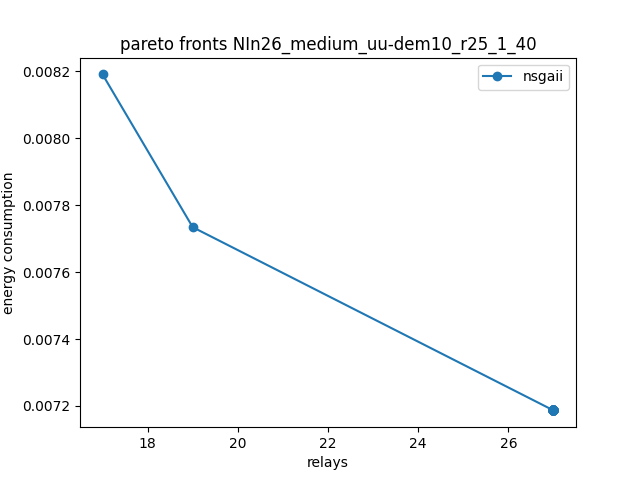 pareto fronts NIn26_medium_uu-dem10_r25_1_40
nsgaii
energy consumption
0.0082
0.0080
0.0078
0.0076
0.0074
0.0072
18 20 22 24 26
relays